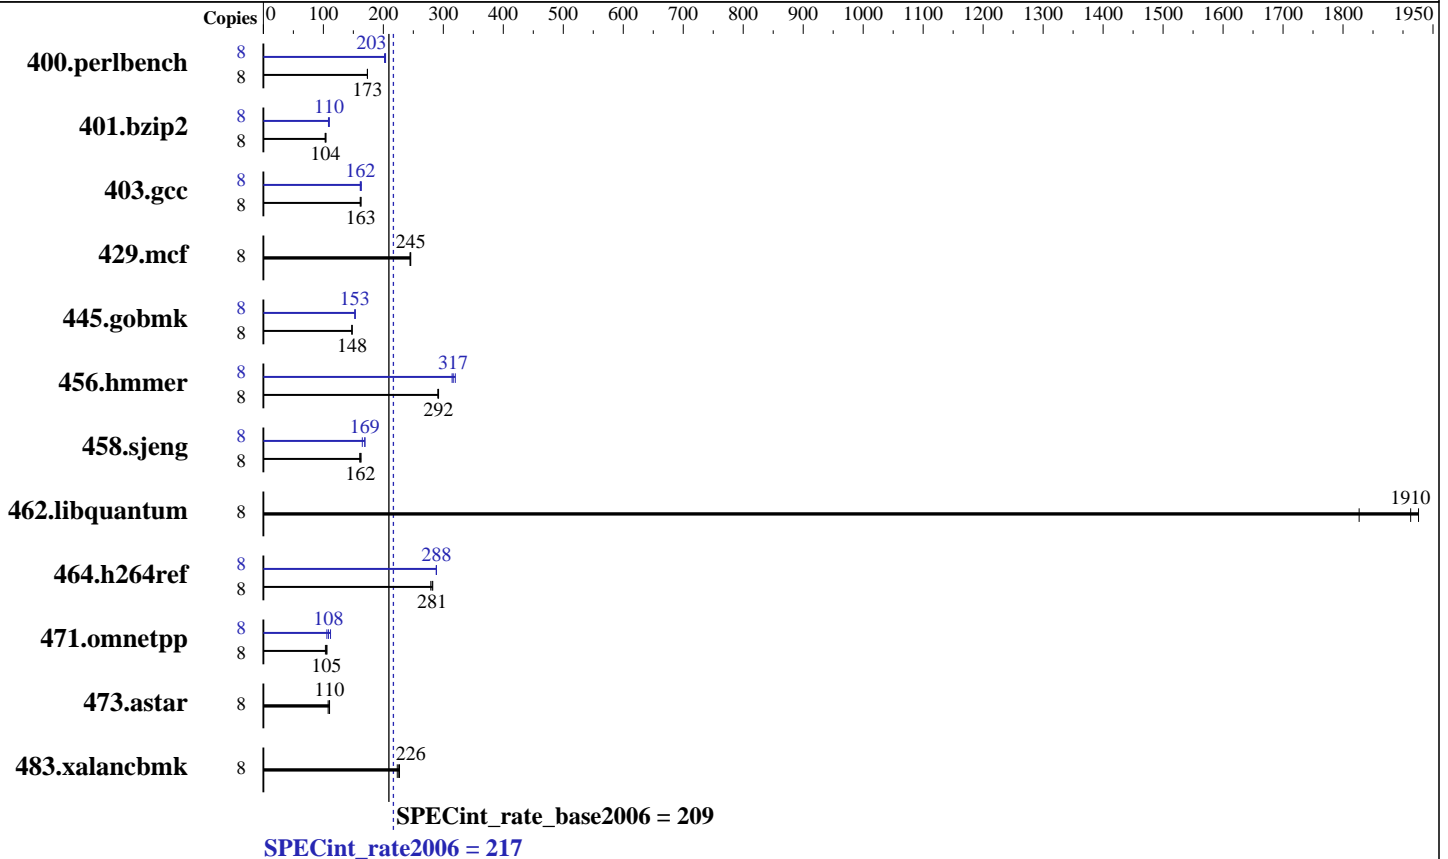 Copies 0 100 200 300 400 500 600 700 800 900 1000 1100 1200 1300 1400 1500 1600 1700 1800 1950
400.perlbench 8 203
8 173
401.bzip2 8 110
8 104
403.gcc 8 162
8 163
429.mcf 8 245
445.gobmk 8 153
8 148
456.hmmer 8 317
8 292
458.sjeng 8 169
8 162
462.libquantum 8 1910
464.h264ref 8 288
8 281
471.omnetpp 8 108
8 105
473.astar 8 110
483.xalancbmk 8 226
SPECint_rate_base2006 = 209
SPECint_rate2006 = 217